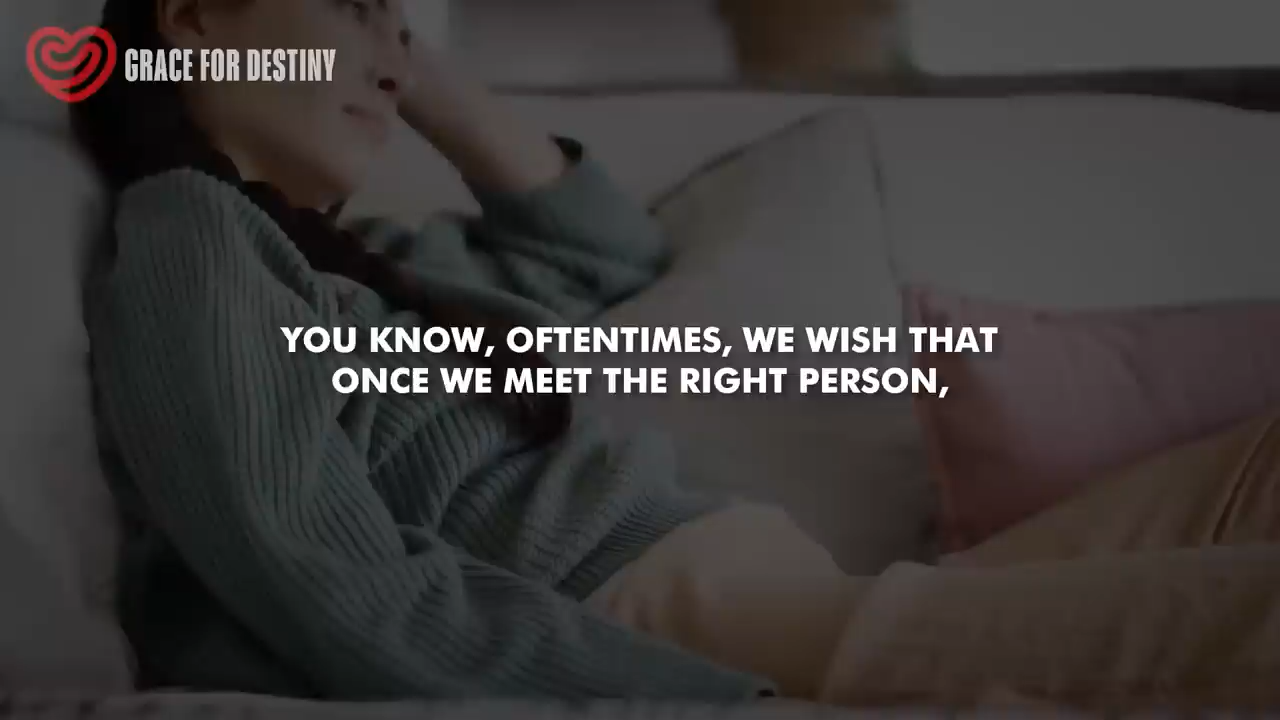 GRACE FOR DESTINY
YOU KNOW, OFTENTIMES, WE WISH THAT
ONCE WE MEET THE RIGHT PERSON,